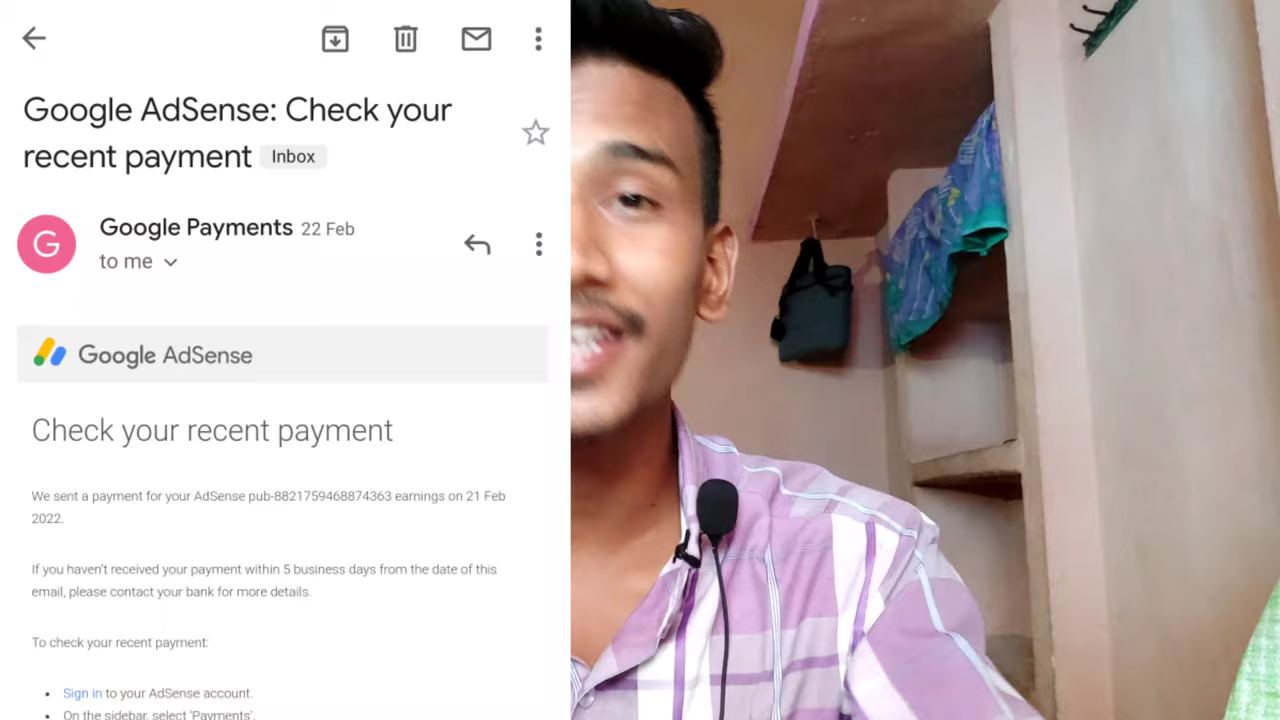 Google AdSense: Check your
recent payment Inbox
G
Google Payments 22 Feb
to me
Google AdSense
Check your recent payment
We sent a payment for your AdSense pub-8821759468874363 earnings on 21 Feb
2022.
If you haven't received your payment within 5 business days from the date of this
email, please contact your bank for more details.
To check your recent payment:
• Sign in to your AdSense account.
• On the sidebar, select 'Payments'.